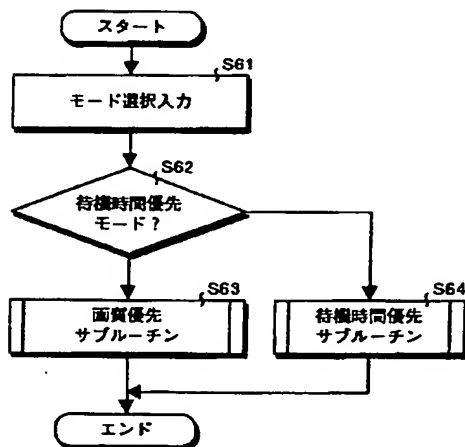 スタート
S61
モード選択入力
S62
待機時間優先
モード？
S63
画質優先
サブルーチン
S64
待機時間優先
サブルーチン
エンド